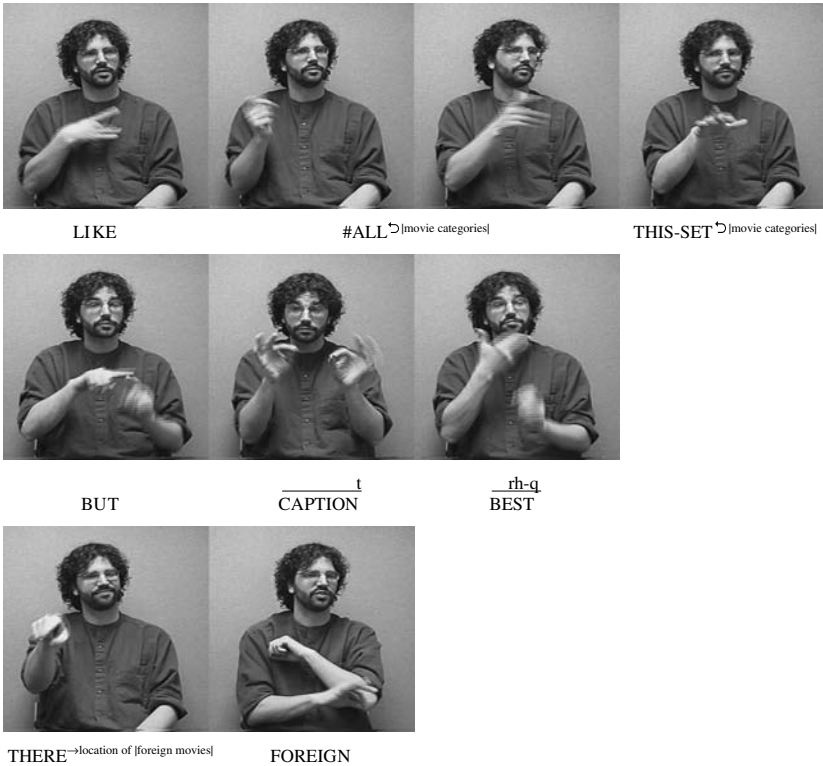 LIKE #ALL⮌|movie categories| THIS-SET⮌|movie categories|
t rh-q
BUT CAPTION BEST
THERE→location of |foreign movies| FOREIGN